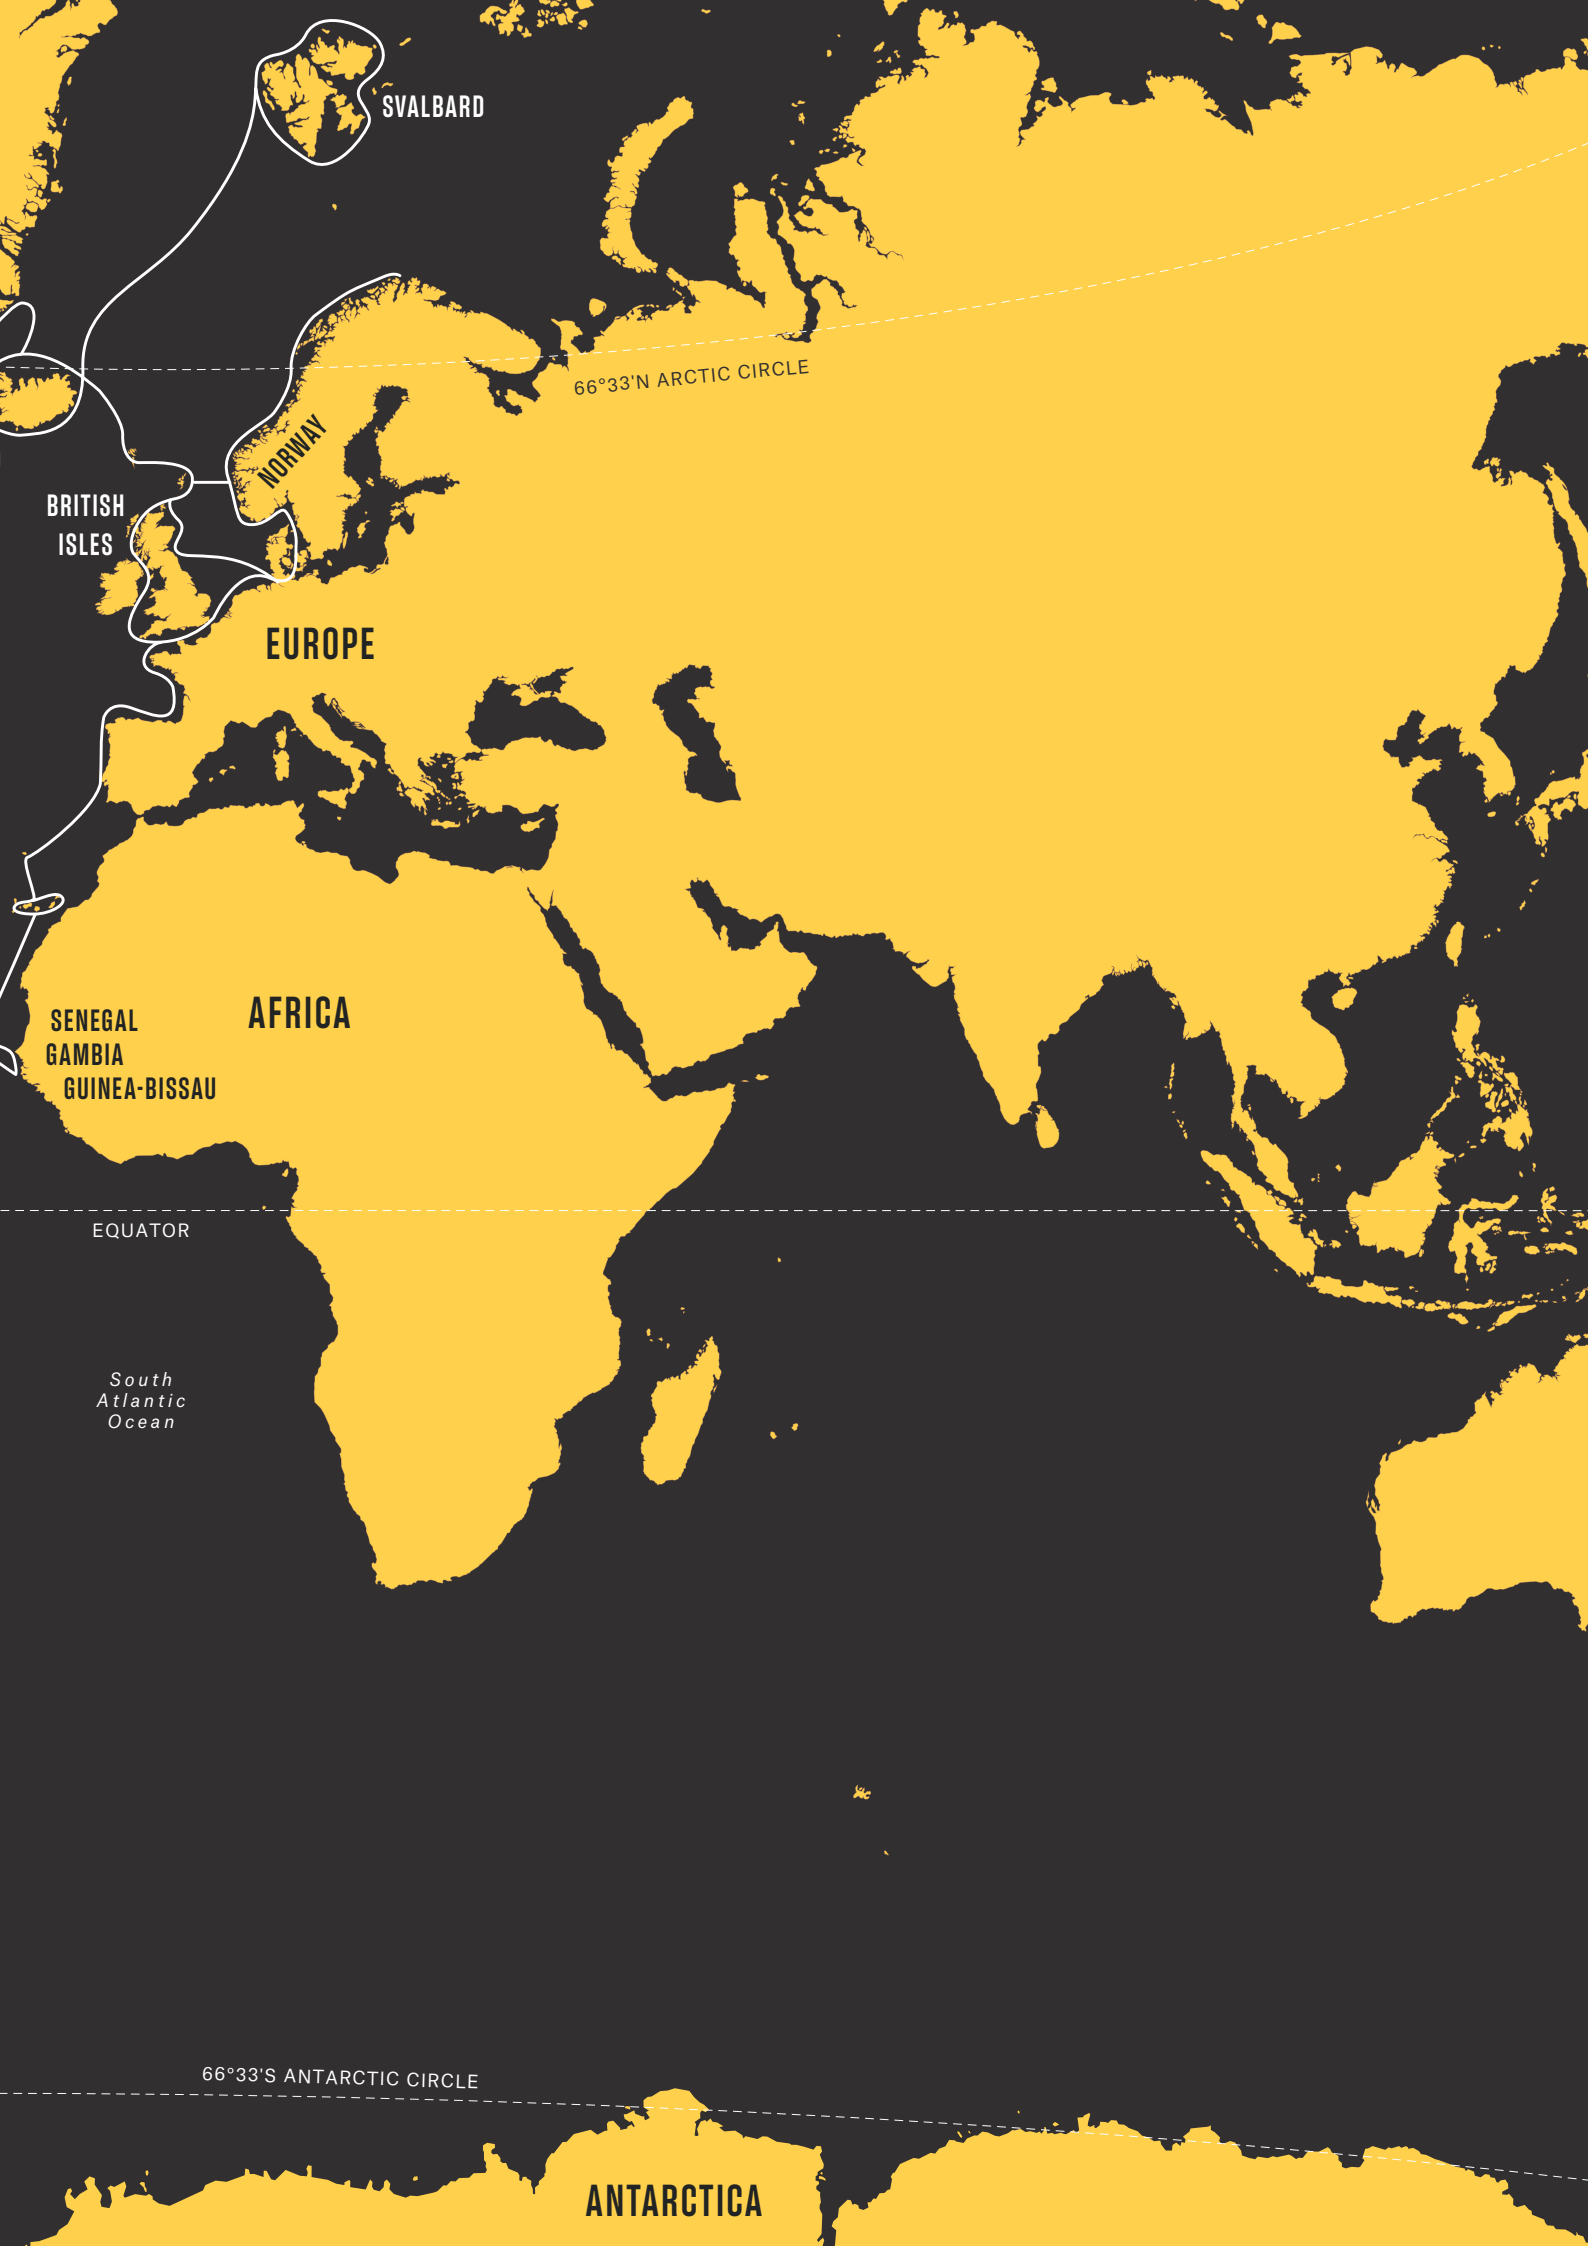 SVALBARD
66°33'N ARCTIC CIRCLE
NORWAY
BRITISH
ISLES
EUROPE
AFRICA
SENEGAL
GAMBIA
GUINEA-BISSAU
EQUATOR
South
Atlantic
Ocean
66°33'S ANTARCTIC CIRCLE
ANTARCTICA